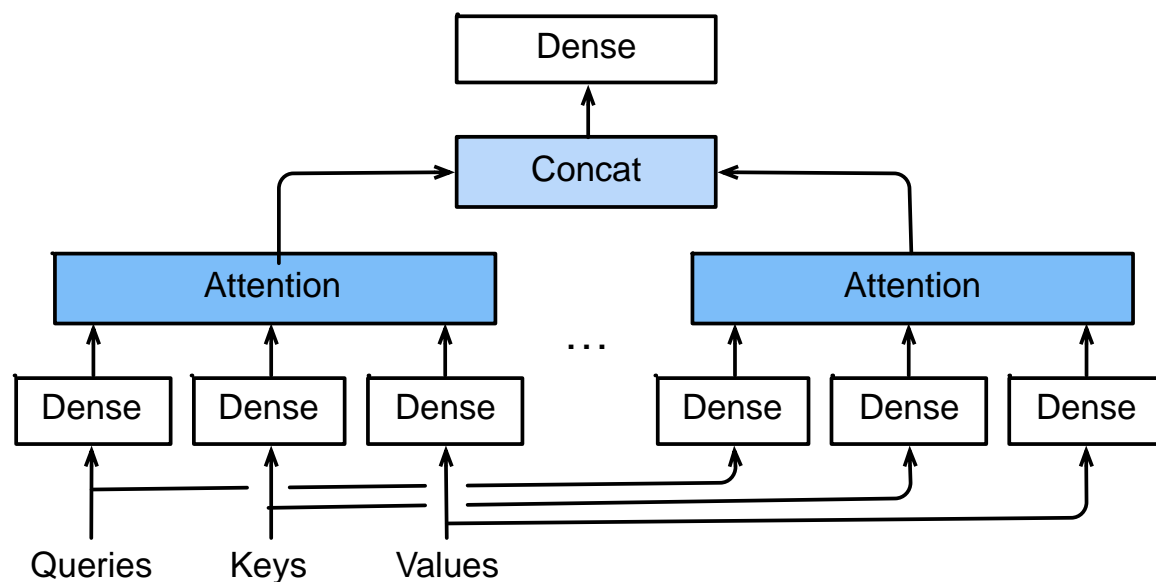 Dense
Concat
Attention
Attention
...
Dense
Dense
Dense
Dense
Dense
Dense
Queries
Keys
Values